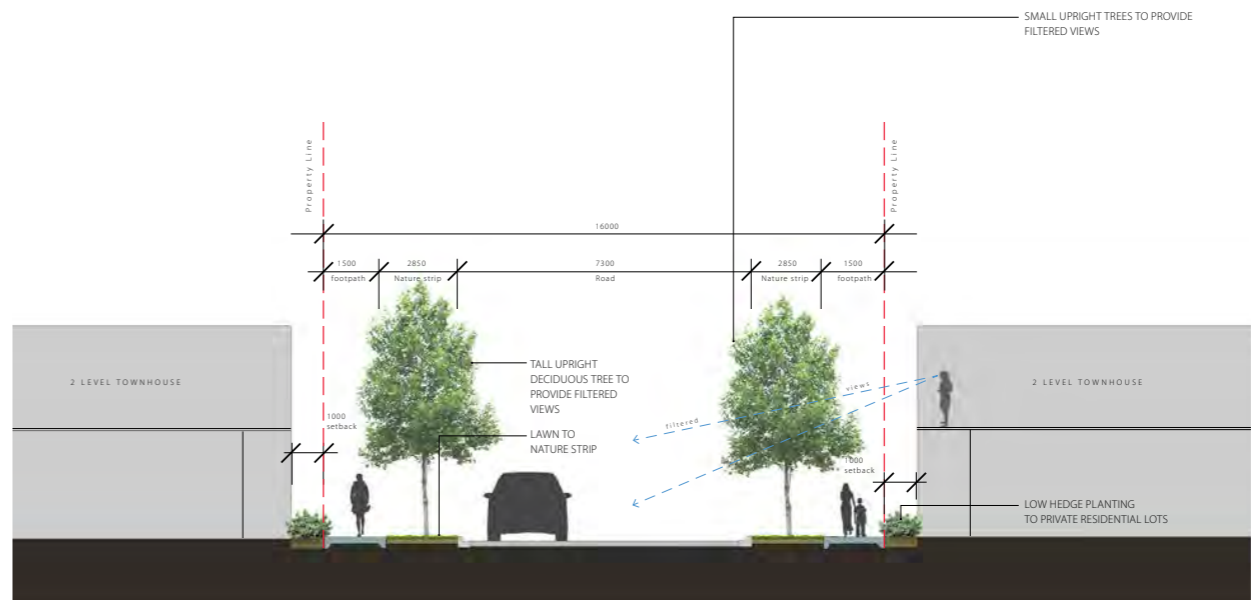 SMALL UPRIGHT TREES TO PROVIDE
FILTERED VIEWS
Property Line
Property Line
16000
1500
footpath
2850
Nature strip
7300
Road
2850
Nature strip
1500
footpath
2 LEVEL TOWNHOUSE
TALL UPRIGHT
DECIDUOUS TREE TO
PROVIDE FILTERED
VIEWS
filtered views
2 LEVEL TOWNHOUSE
1000
setback
LAWN TO
NATURE STRIP
1000
setback
LOW HEDGE PLANTING
TO PRIVATE RESIDENTIAL LOTS